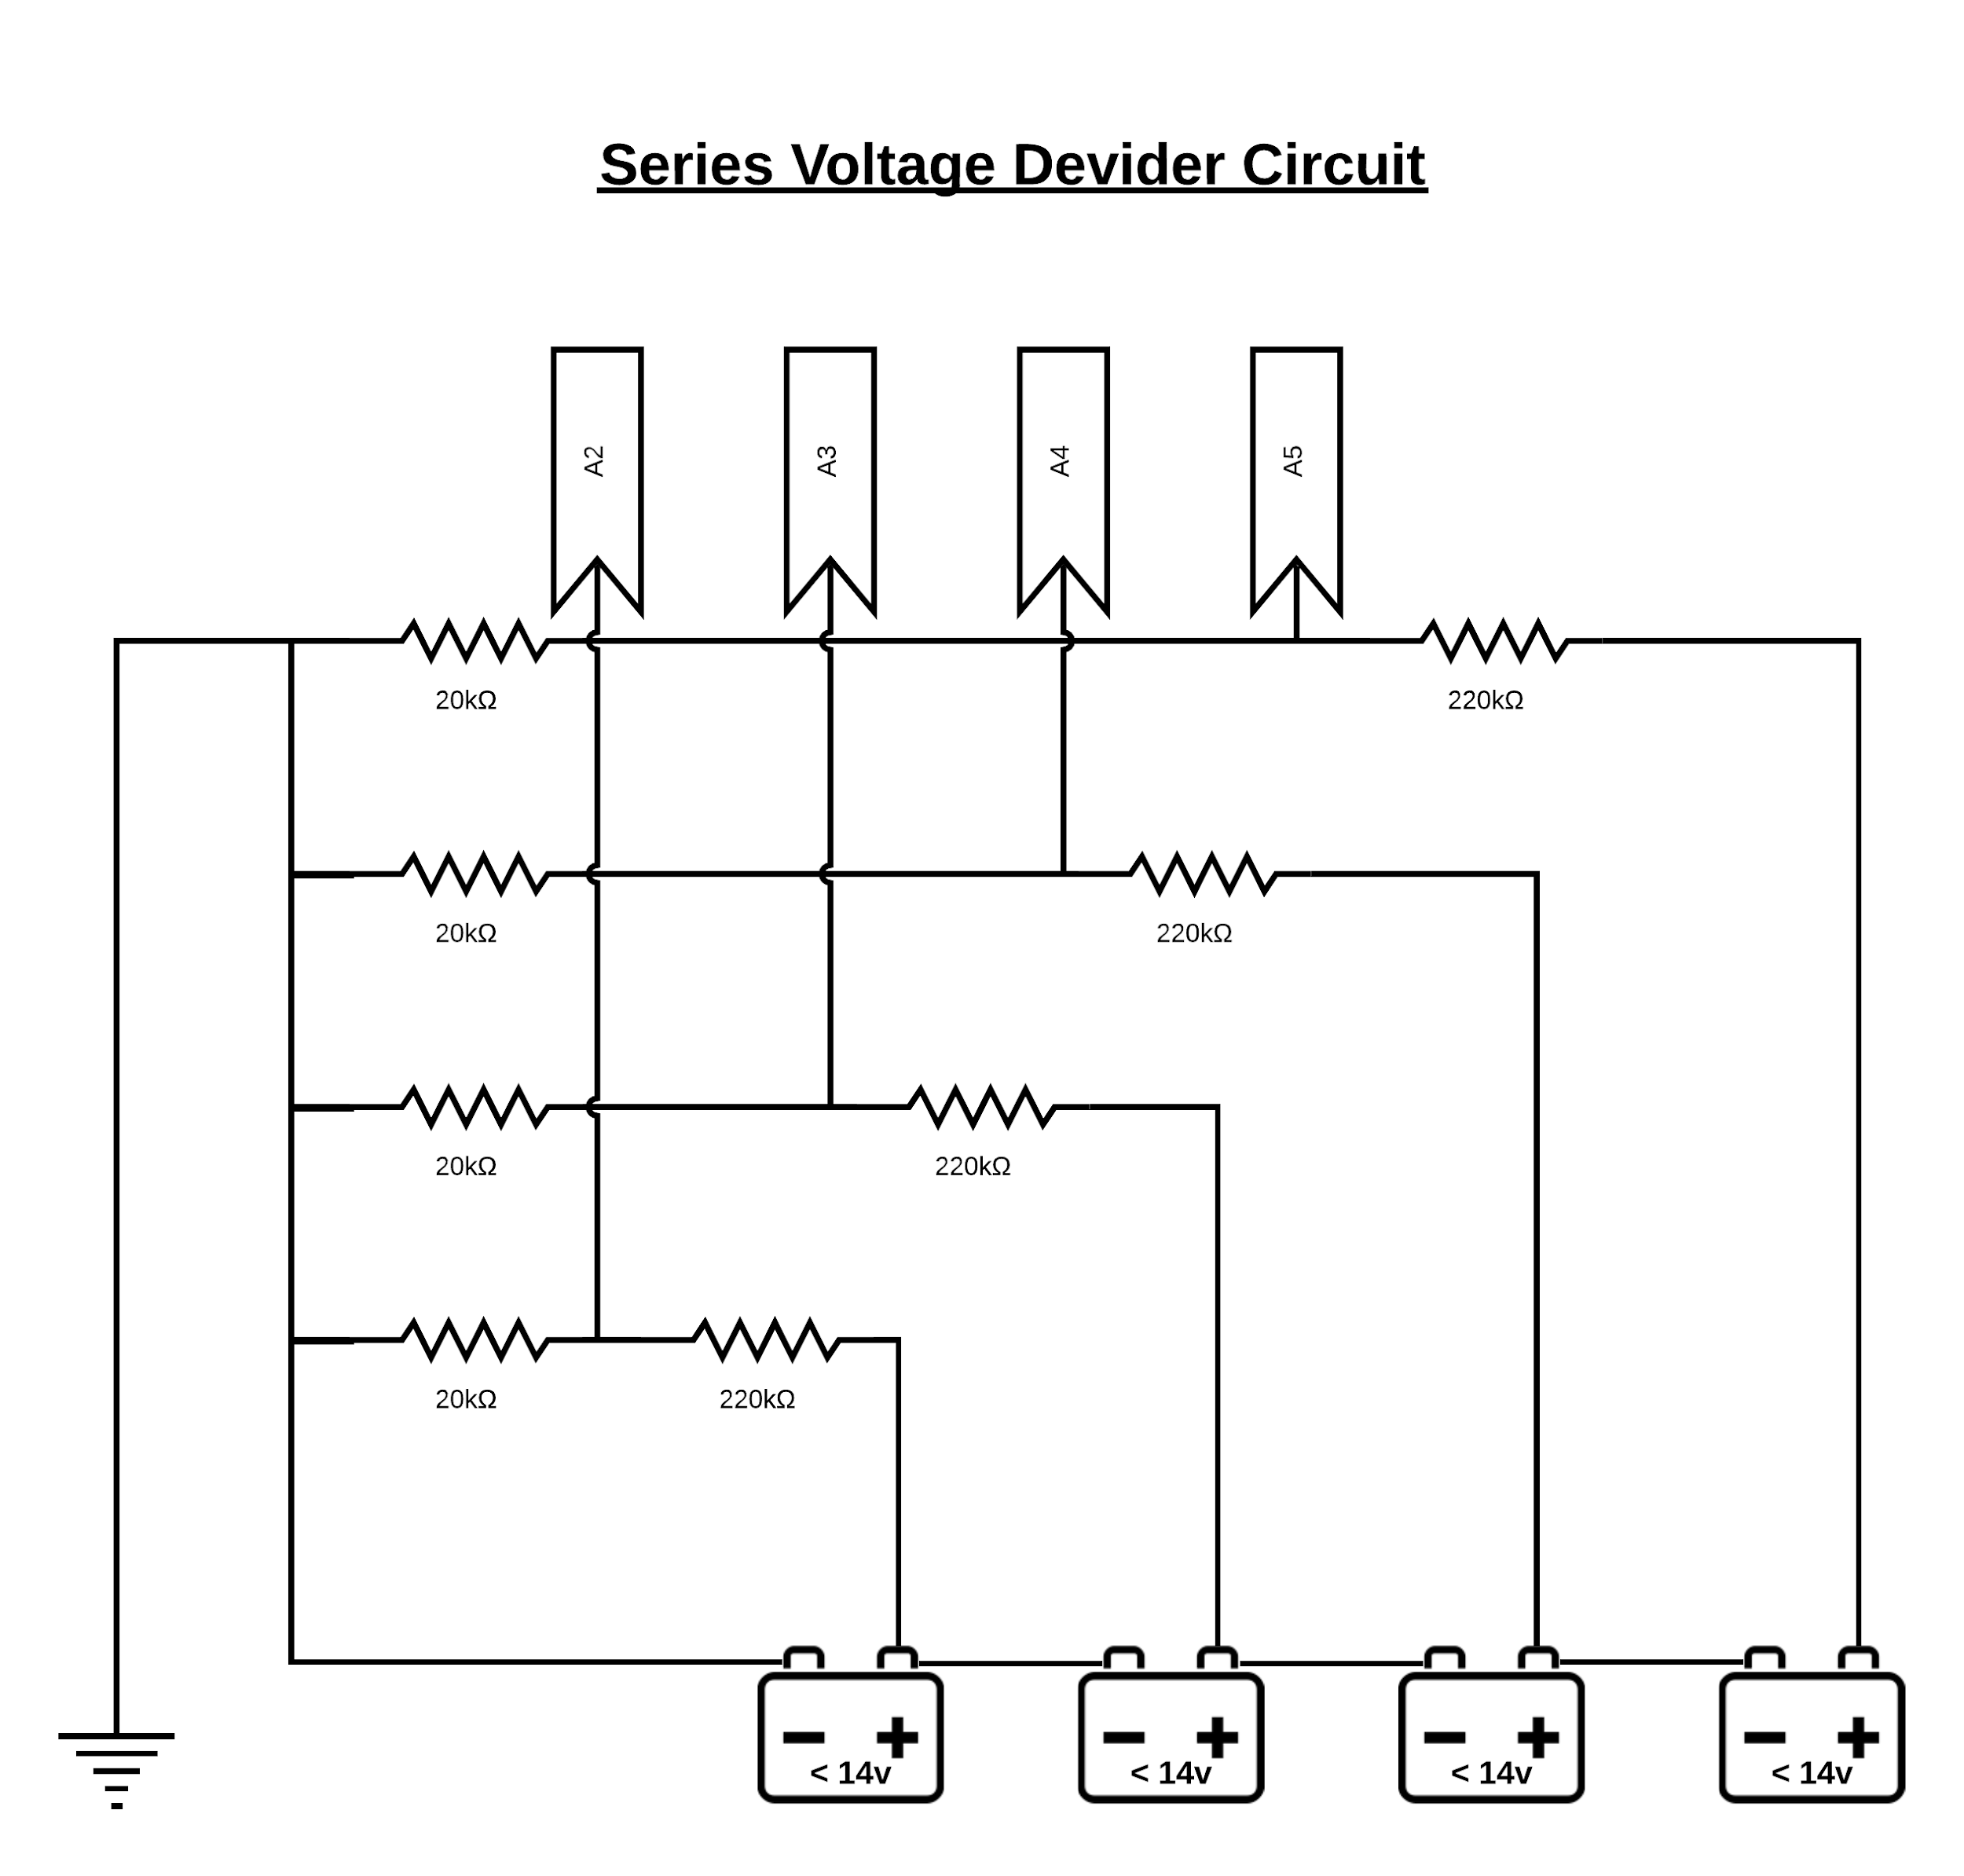 Series Voltage Devider Circuit
A2
A3
A4
A5
20kΩ
220kΩ
20kΩ
220kΩ
20kΩ
220kΩ
20kΩ
220kΩ
< 14v
< 14v
< 14v
< 14v